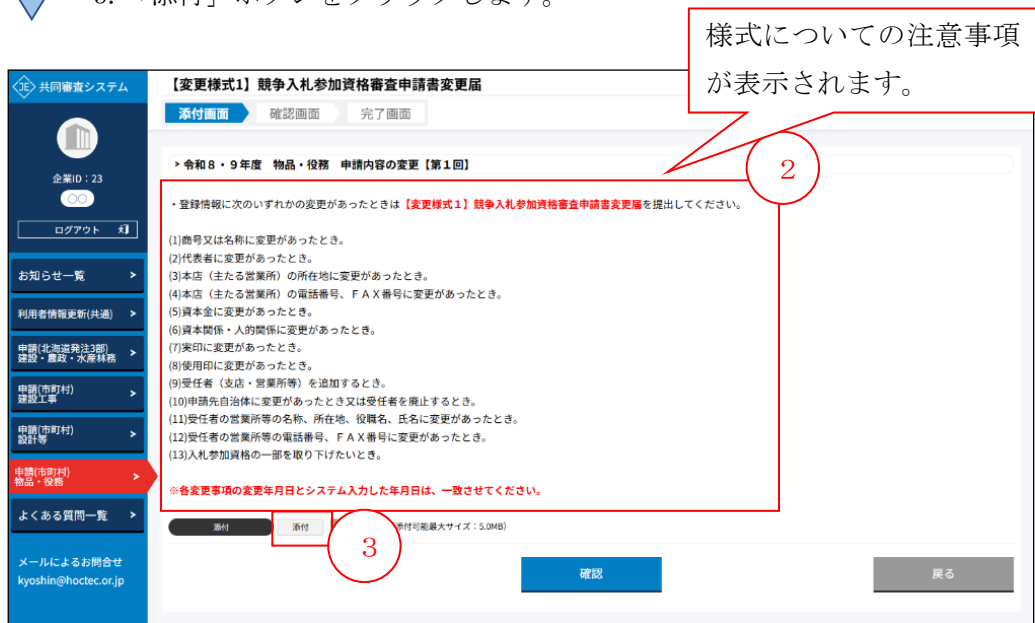 3.「添付」ボタンをクリックします。
様式についての注意事項
が表示されます。
JE 共同審査システム
企業ID:23
〇〇
ログアウト
お知らせ一覧 >
利用者情報更新(共通) >
申請(北海道発注3部)
建設・農政・水産林務 >
申請(市町村)
建設工事 >
申請(市町村)
設計等 >
申請(市町村)
物品・役務 >
よくある質問一覧 >
メールによるお問合せ
kyoshin@hoctec.or.jp
【変更様式1】競争入札参加資格審査申請書変更届
添付画面 確認画面 完了画面
> 令和8・9年度 物品・役務 申請内容の変更【第1回】
2
・登録情報に次のいずれかの変更があったときは【変更様式1】競争入札参加資格審査申請書変更届を提出してください。
(1)商号又は名称に変更があったとき。
(2)代表者に変更があったとき。
(3)本店(主たる営業所)の所在地に変更があったとき。
(4)本店(主たる営業所)の電話番号、FAX番号に変更があったとき。
(5)資本金に変更があったとき。
(6)資本関係・人的関係に変更があったとき。
(7)実印に変更があったとき。
(8)使用印に変更があったとき。
(9)受任者(支店・営業所等)を追加するとき。
(10)申請先自治体に変更があったとき又は受任者を廃止するとき。
(11)受任者の営業所等の名称、所在地、役職名、氏名に変更があったとき。
(12)受任者の営業所等の電話番号、FAX番号に変更があったとき。
(13)入札参加資格の一部を取り下げたいとき。
※各変更事項の変更年月日とシステム入力した年月日は、一致させてください。
添付 添付 添付可能最大サイズ:5.0MB)
3
確認 戻る